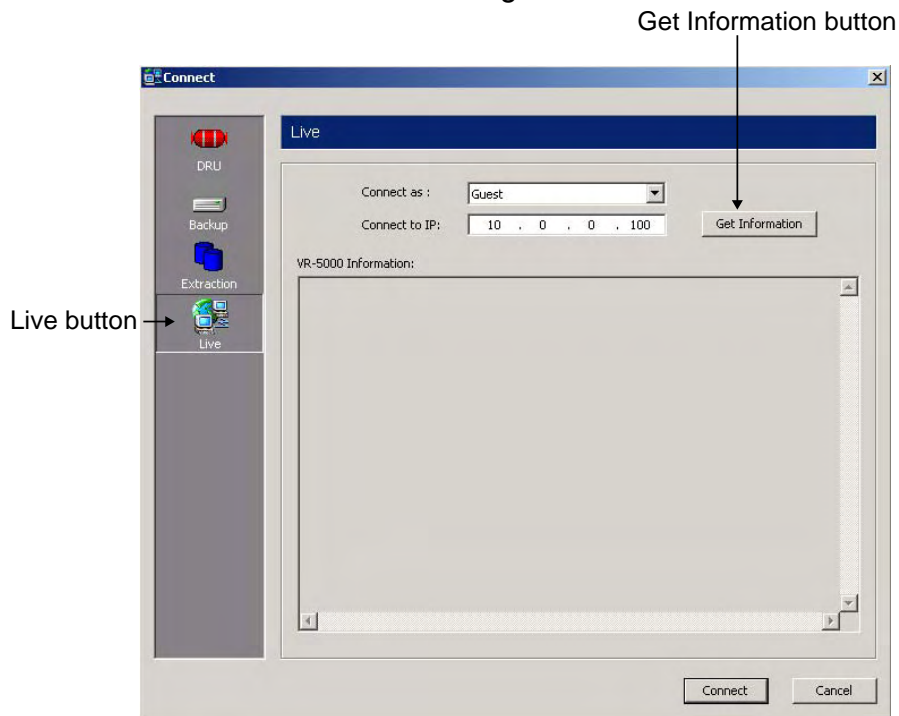 Get Information button
Connect
Live
DRU
Connect as :
Guest
Backup
Connect to IP:
10 . 0 . 0 . 100
Get Information
VR-5000 Information:
Extraction
Live button
Live
Connect
Cancel